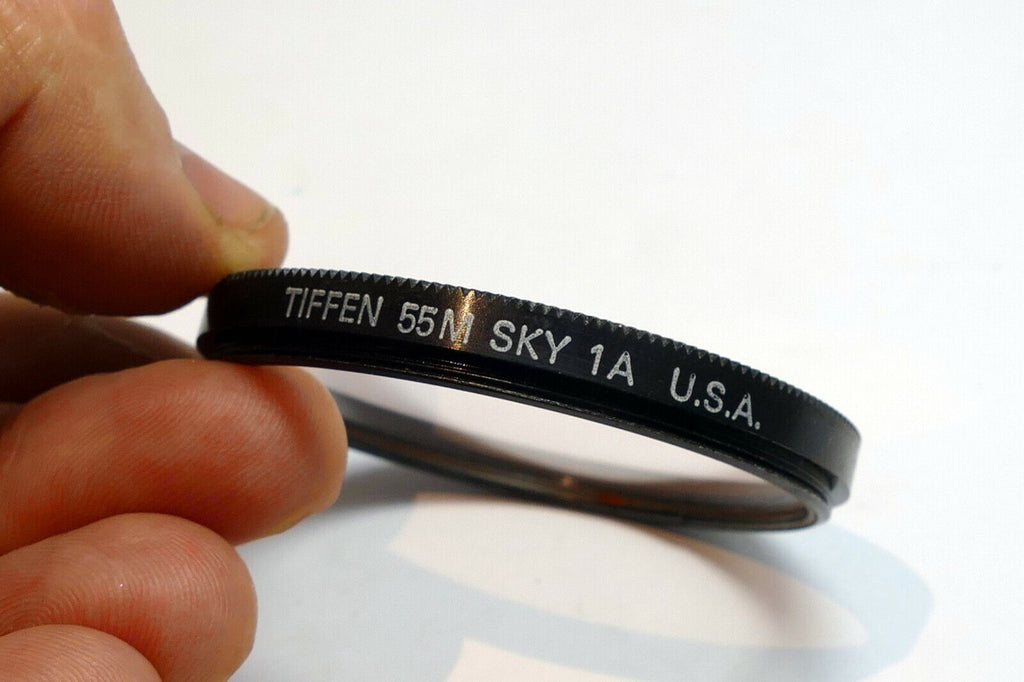 TIFFEN 55M SKY 1A U.S.A.